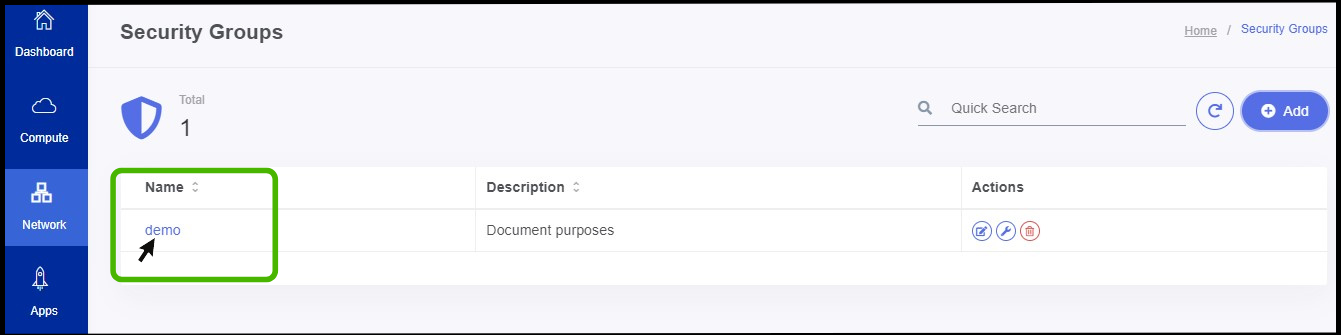 Dashboard
Compute
Network
Apps
Security Groups
Home / Security Groups
Total
1
Quick Search
Add
Name Description Actions
demo Document purposes